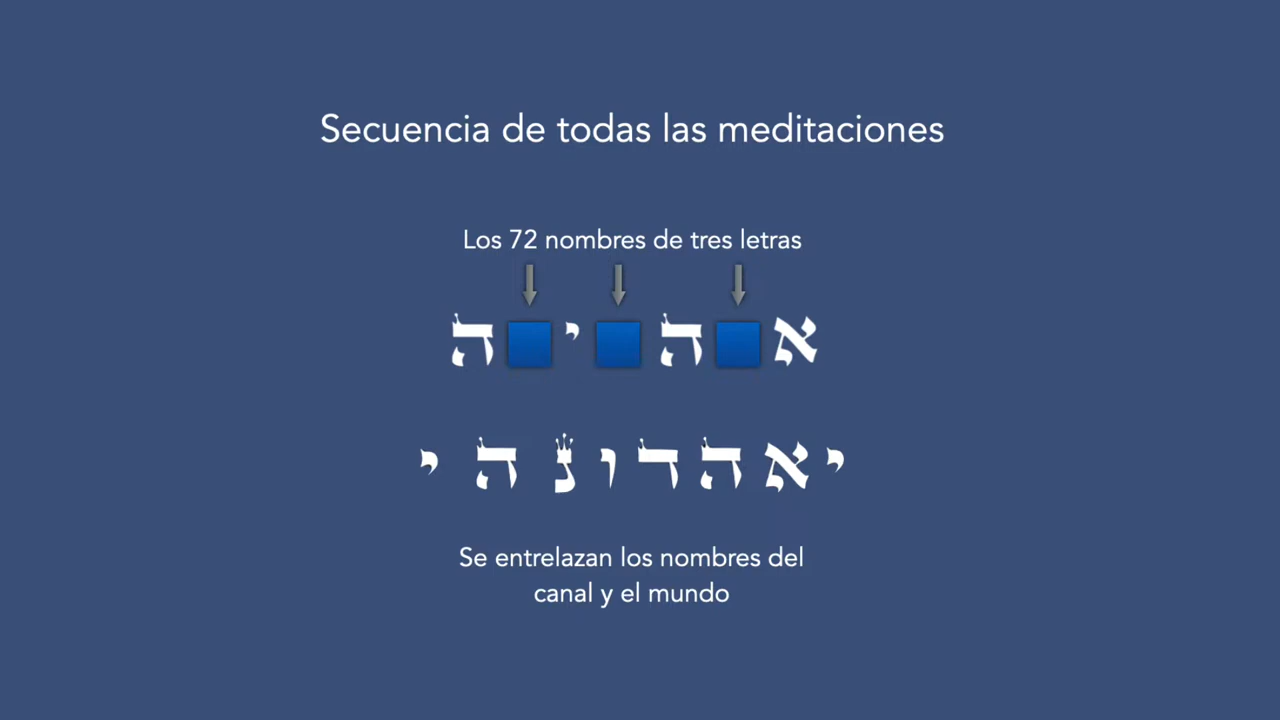 Secuencia de todas las meditaciones
Los 72 nombres de tres letras
א ה י ה
י א ה ד ו נ ה י
Se entrelazan los nombres del
canal y el mundo